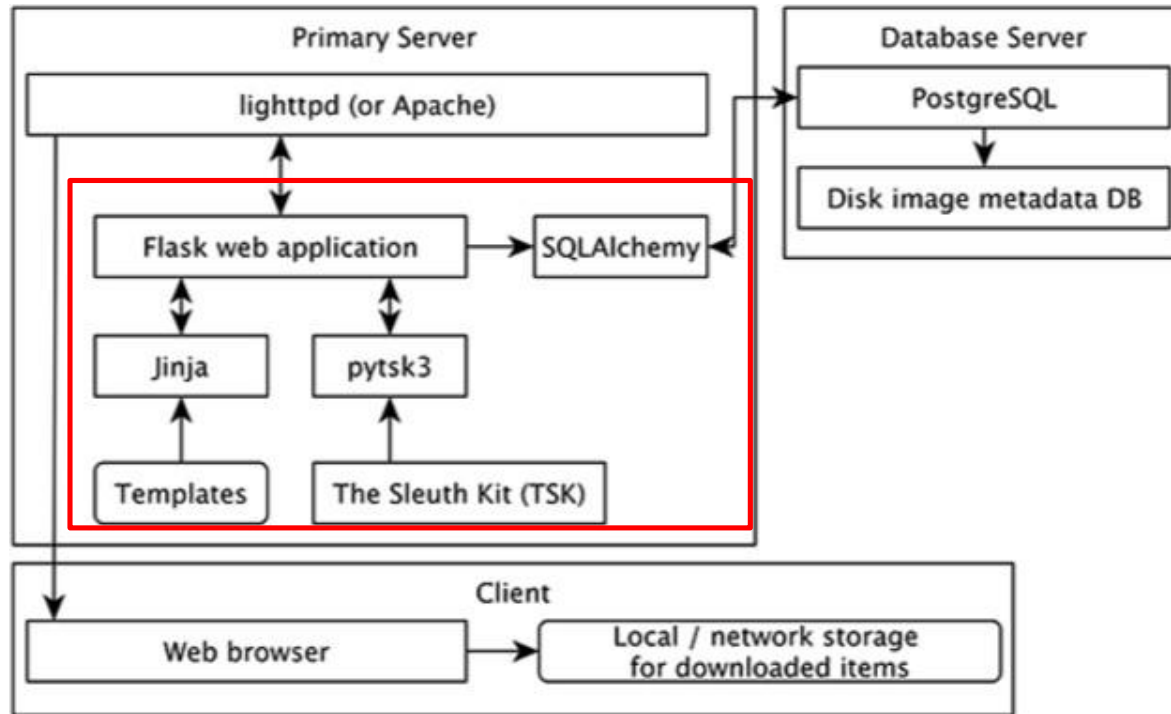 Primary Server
lighttpd (or Apache)
Flask web application
SQLAlchemy
Jinja
pytsk3
Templates
The Sleuth Kit (TSK)
Database Server
PostgreSQL
Disk image metadata DB
Client
Web browser
Local / network storage
for downloaded items